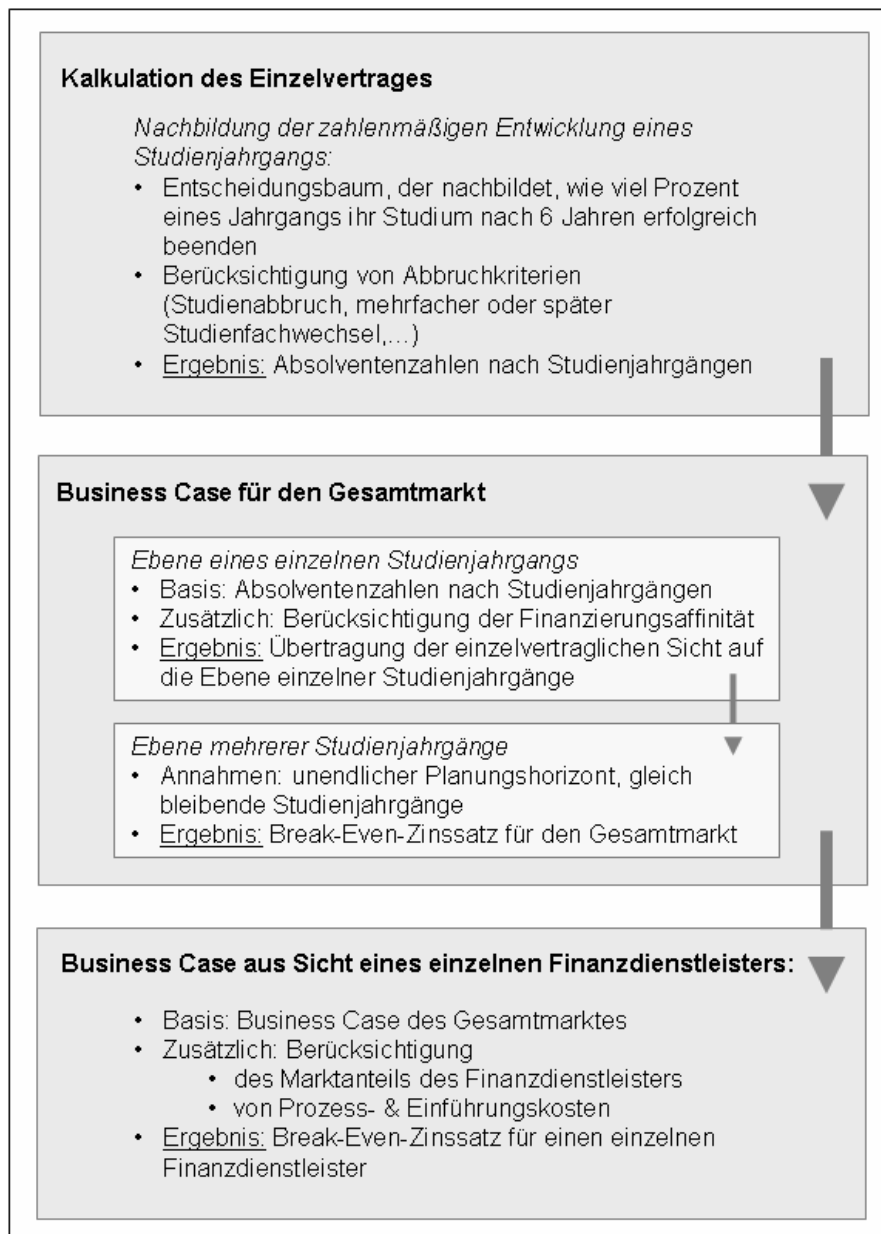 Kalkulation des Einzelvertrages
Nachbildung der zahlenmäßigen Entwicklung eines
Studienjahrgangs:
• Entscheidungsbaum, der nachbildet, wie viel Prozent
eines Jahrgangs ihr Studium nach 6 Jahren erfolgreich
beenden
• Berücksichtigung von Abbruchkriterien
(Studienabbruch, mehrfacher oder später
Studienfachwechsel,…)
• Ergebnis: Absolventenzahlen nach Studienjahrgängen
Business Case für den Gesamtmarkt
Ebene eines einzelnen Studienjahrgangs
• Basis: Absolventenzahlen nach Studienjahrgängen
• Zusätzlich: Berücksichtigung der Finanzierungsaffinität
• Ergebnis: Übertragung der einzelvertraglichen Sicht auf
die Ebene einzelner Studienjahrgänge
Ebene mehrerer Studienjahrgänge
• Annahmen: unendlicher Planungshorizont, gleich
bleibende Studienjahrgänge
• Ergebnis: Break-Even-Zinssatz für den Gesamtmarkt
Business Case aus Sicht eines einzelnen Finanzdienstleisters:
• Basis: Business Case des Gesamtmarktes
• Zusätzlich: Berücksichtigung
• des Marktanteils des Finanzdienstleisters
• von Prozess- & Einführungskosten
• Ergebnis: Break-Even-Zinssatz für einen einzelnen
Finanzdienstleister